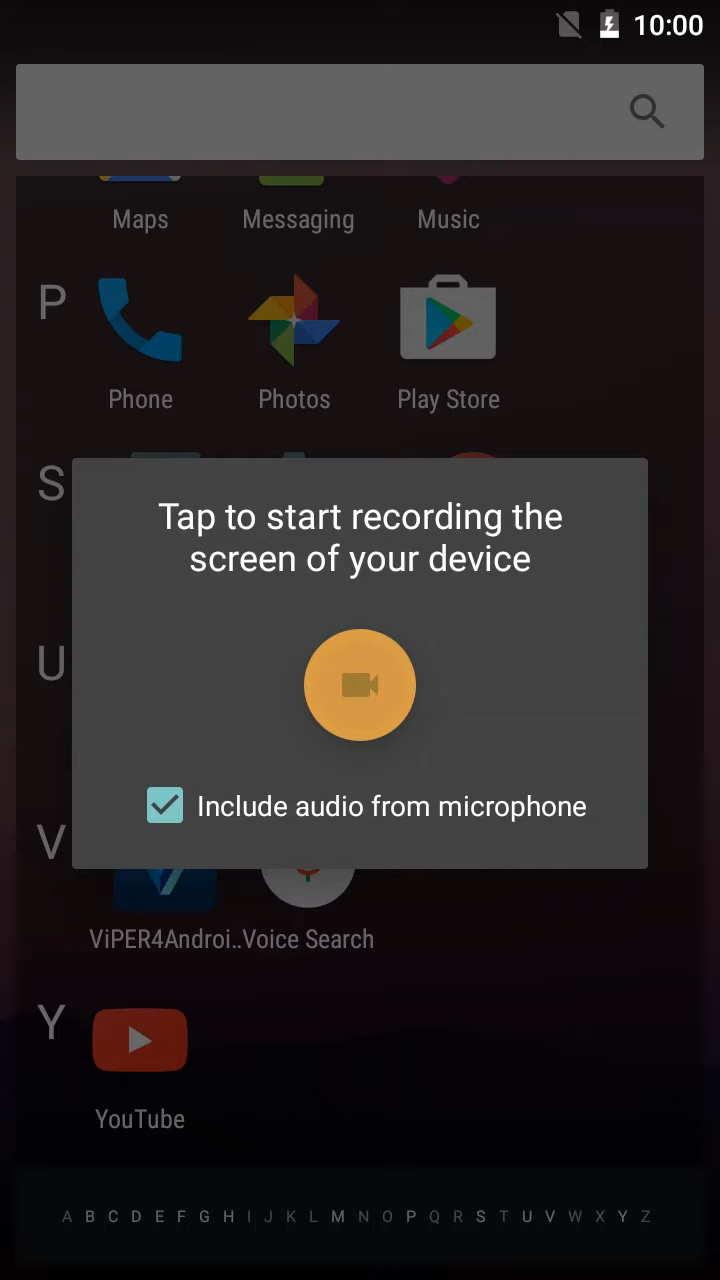 10:00
Maps Messaging Music
P
Phone Photos Play Store
S
Tap to start recording the
screen of your device
U
Include audio from microphone
V
ViPER4Androi.. Voice Search
Y
YouTube
A B C D E F G H I J K L M N O P Q R S T U V W X Y Z